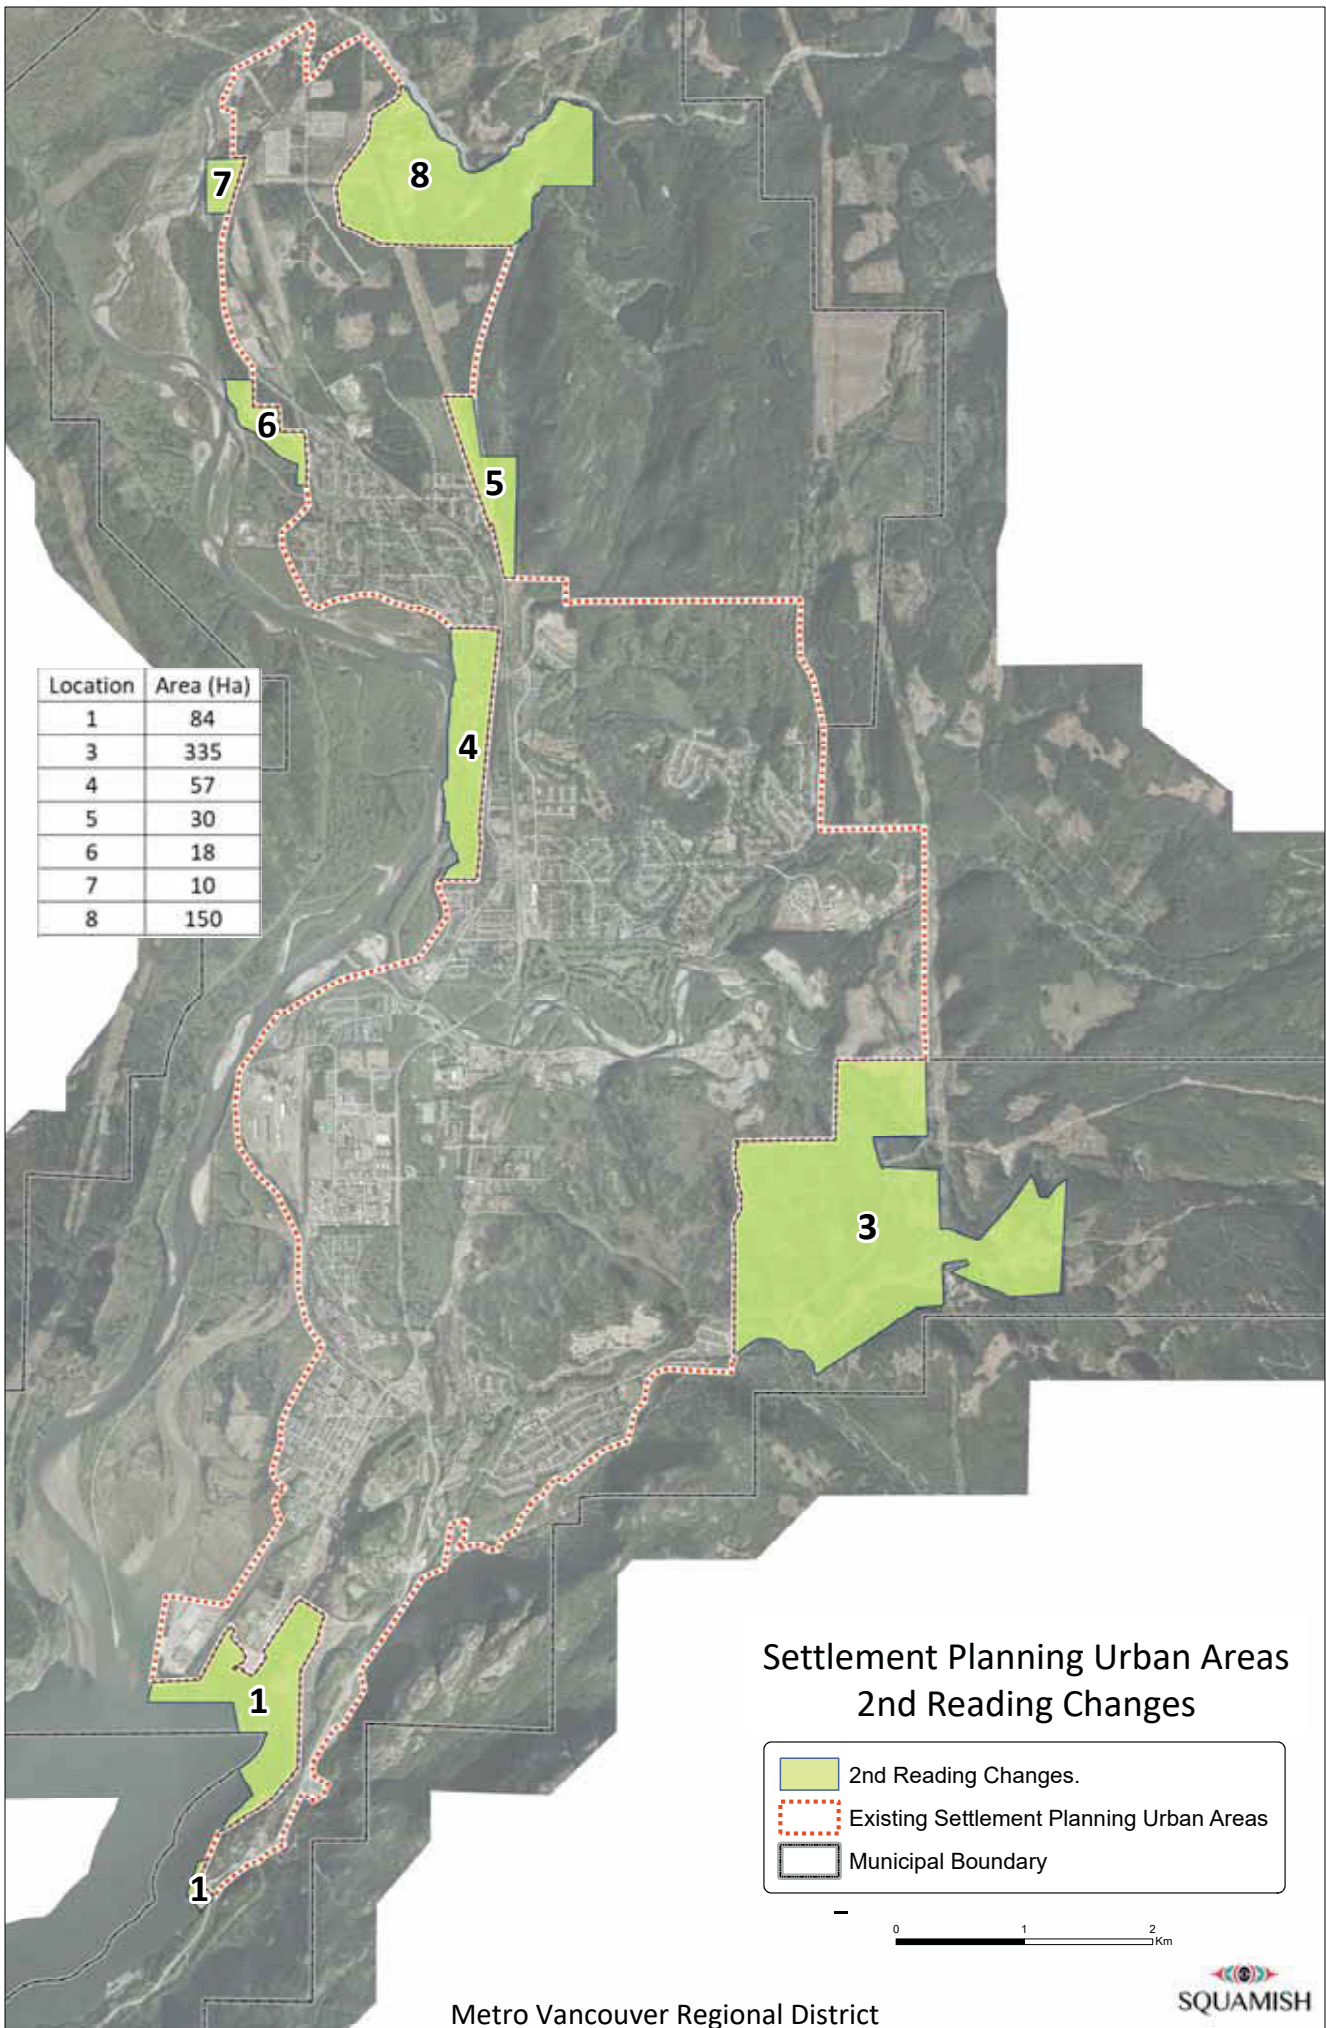 7
8
6
5
Location Area (Ha)
1 84
3 335
4 57
5 30
6 18
7 10
8 150
4
3
1
1
Settlement Planning Urban Areas
2nd Reading Changes
2nd Reading Changes.
Existing Settlement Planning Urban Areas
Municipal Boundary
0 1 2
Km
SQUAMISH
Metro Vancouver Regional District